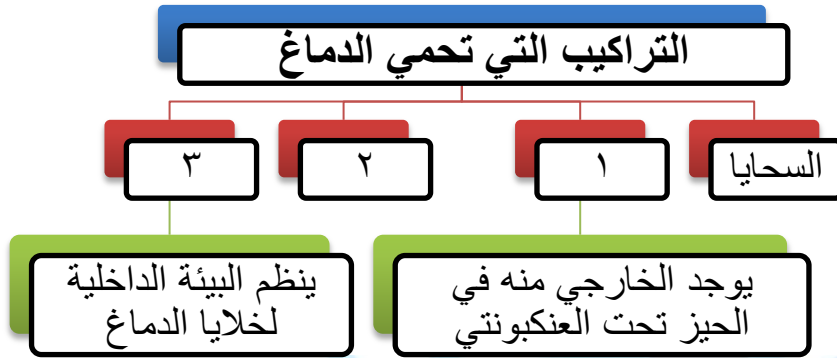 التراكيب التي تحمي الدماغ
السحايا
١
٢
٣
يوجد الخارجي منه في
الحيز تحت العنكبونتي
ينظم البيئة الداخلية
لخلايا الدماغ